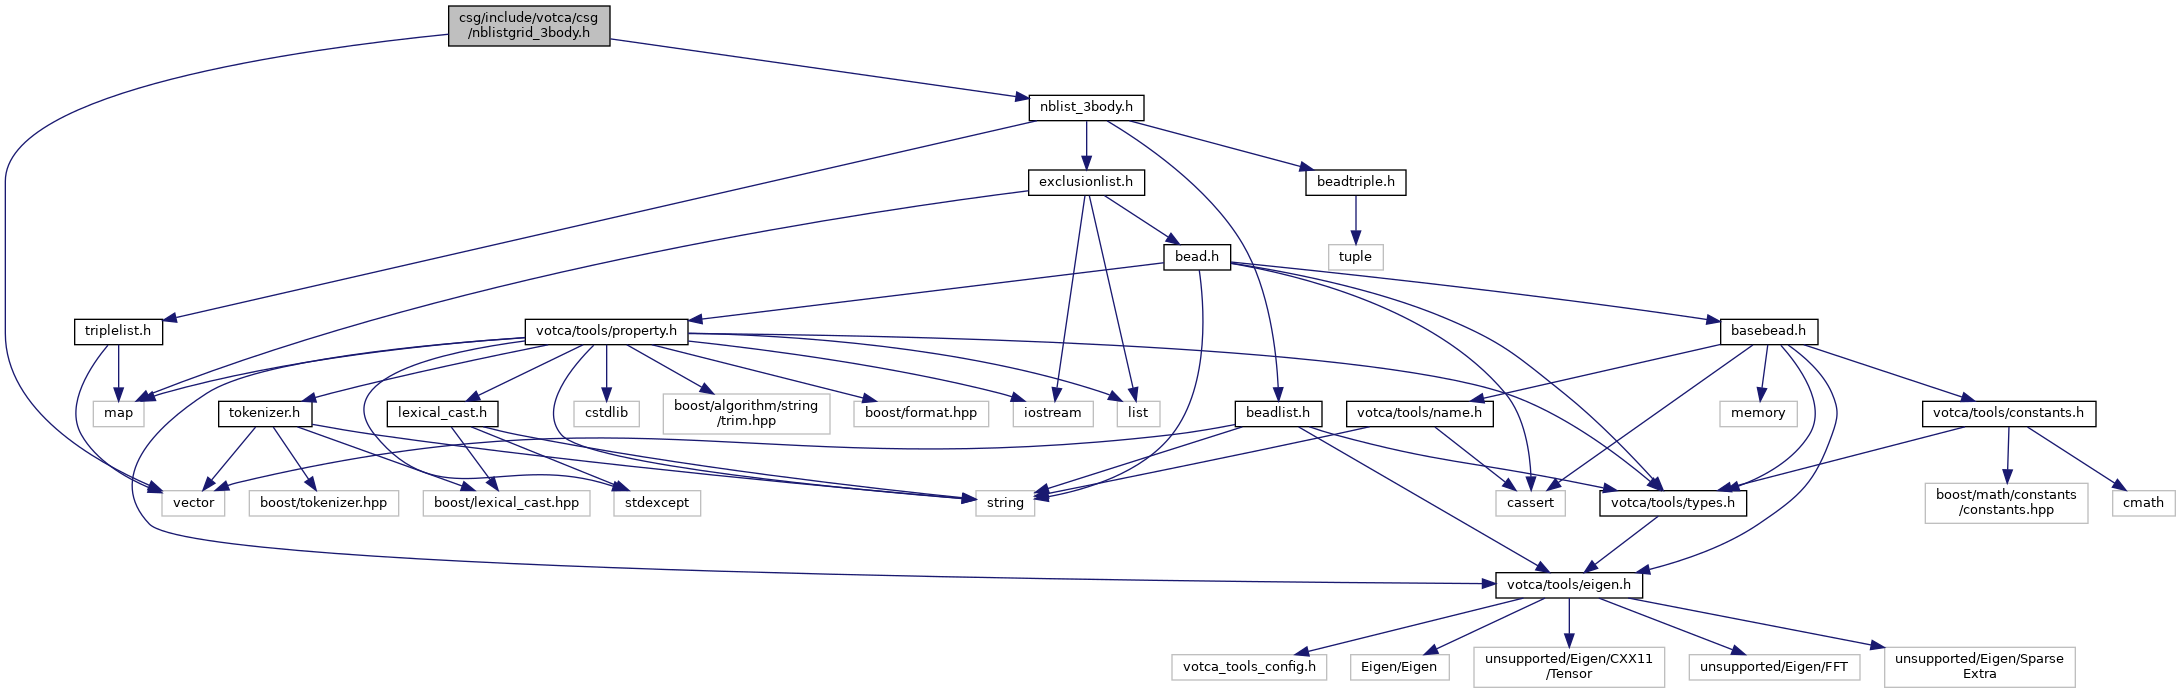 csg/include/votca/csg
/nblistgrid_3body.h
nblist_3body.h
exclusionlist.h
beadtriple.h
bead.h
tuple
triplelist.h
votca/tools/property.h
basebead.h
map
tokenizer.h
lexical_cast.h
cstdlib
boost/algorithm/string
/trim.hpp
boost/format.hpp
iostream
list
beadlist.h
votca/tools/name.h
memory
votca/tools/constants.h
vector
boost/tokenizer.hpp
boost/lexical_cast.hpp
stdexcept
string
cassert
votca/tools/types.h
boost/math/constants
/constants.hpp
cmath
votca/tools/eigen.h
votca_tools_config.h
Eigen/Eigen
unsupported/Eigen/CXX11
/Tensor
unsupported/Eigen/FFT
unsupported/Eigen/Sparse
Extra